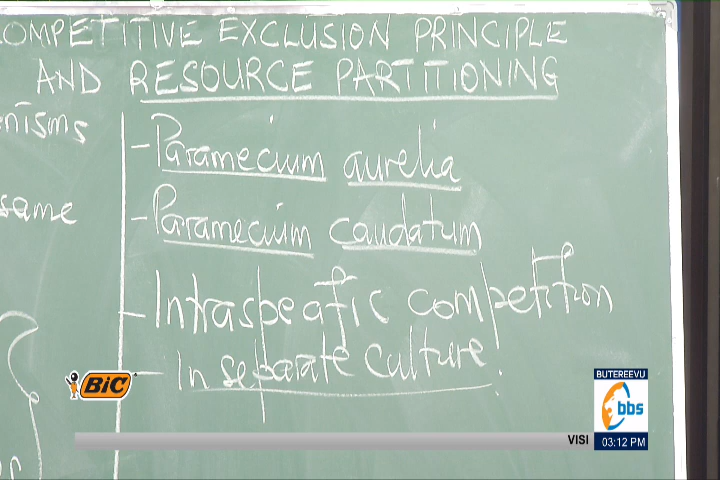 COMPETITIVE EXCLUSION PRINCIPLE
AND RESOURCE PARTITIONING
nisms
same
- Paramecium aurelia
- Paramecium caudatum
- Intraspecific competition
- In separate culture.
BiC
BUTEREEVU
bbs
VISI
03:12 PM